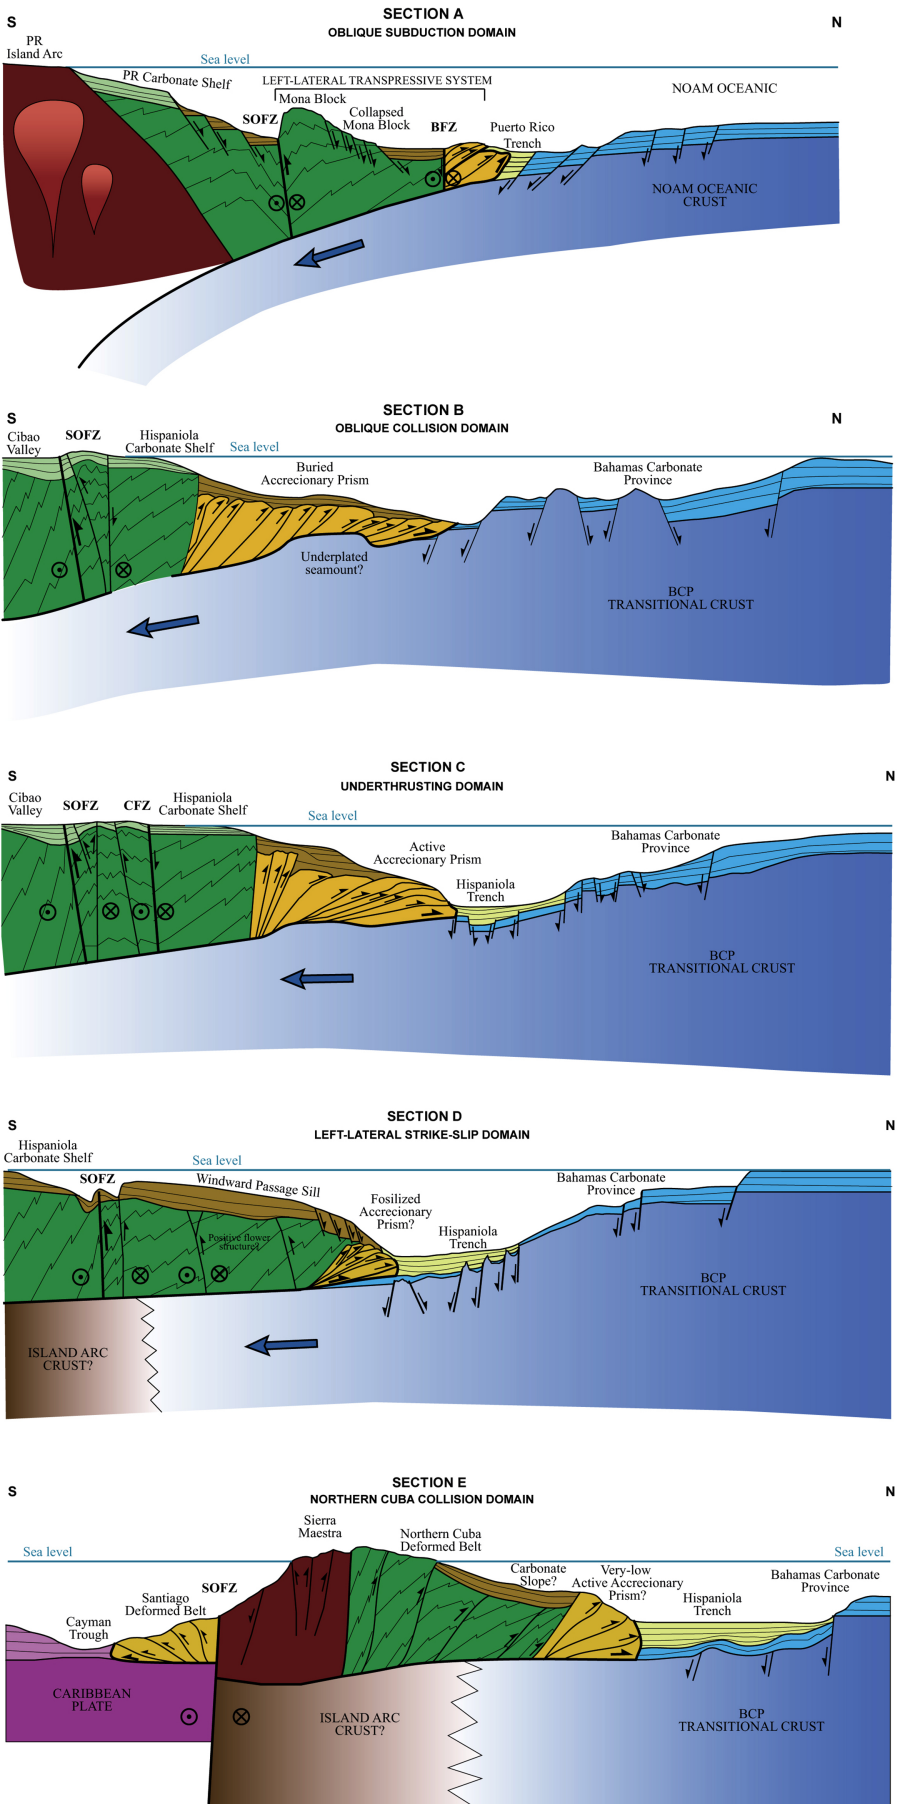 SECTION A
OBLIQUE SUBDUCTION DOMAIN
S
N
PR
Island Arc
Sea level
PR Carbonate Shelf
LEFT-LATERAL TRANSPRESSIVE SYSTEM
NOAM OCEANIC
Mona Block
SOFZ
Collapsed
Mona Block
BFZ
Puerto Rico
Trench
NOAM OCEANIC
CRUST
SECTION B
OBLIQUE COLLISION DOMAIN
S
N
Cibao
Valley
SOFZ
Hispaniola
Carbonate Shelf
Sea level
Buried
Accrecionary Prism
Bahamas Carbonate
Province
Underplated
seamount?
BCP
TRANSITIONAL CRUST
SECTION C
UNDERTHRUSTING DOMAIN
S
N
Cibao
Valley
SOFZ
CFZ
Hispaniola
Carbonate Shelf
Sea level
Active
Accrecionary Prism
Hispaniola
Trench
Bahamas Carbonate
Province
BCP
TRANSITIONAL CRUST
SECTION D
LEFT-LATERAL STRIKE-SLIP DOMAIN
S
N
Hispaniola
Carbonate Shelf
SOFZ
Sea level
Windward Passage Sill
Fosilized
Accrecionary
Prism?
Hispaniola
Trench
Bahamas Carbonate
Province
Positive flower
structure?
BCP
TRANSITIONAL CRUST
ISLAND ARC
CRUST?
SECTION E
NORTHERN CUBA COLLISION DOMAIN
S
N
Sea level
Sierra
Maestra
Northern Cuba
Deformed Belt
Sea level
Cayman
Trough
Santiago
Deformed Belt
SOFZ
Carbonate
Slope?
Very-low
Active Accrecionary
Prism?
Hispaniola
Trench
Bahamas Carbonate
Province
CARIBBEAN
PLATE
ISLAND ARC
CRUST?
BCP
TRANSITIONAL CRUST